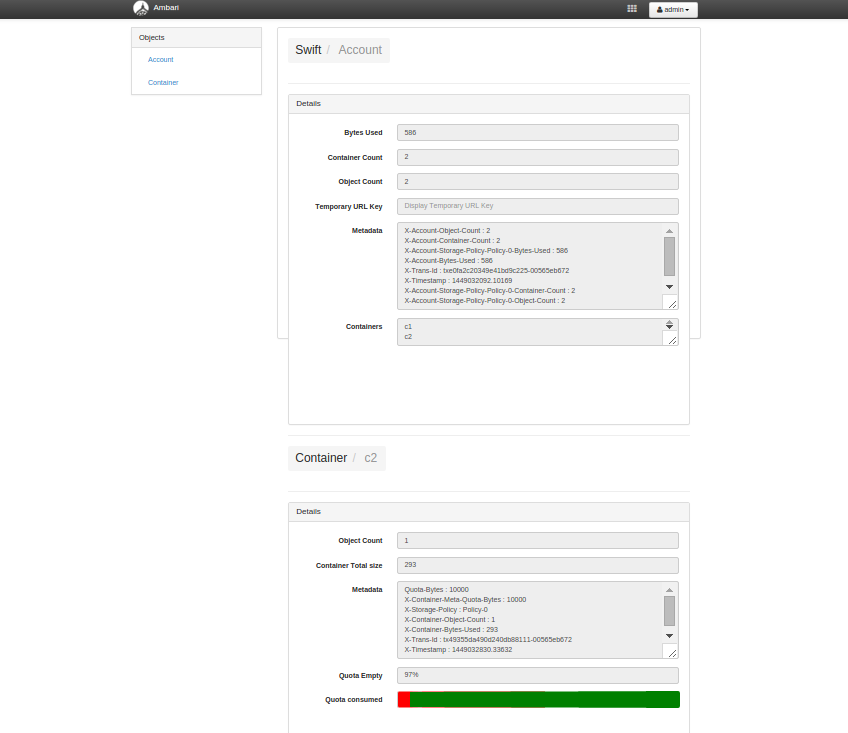 Ambari
admin
Objects
Account
Container
Swift / Account
Details
Bytes Used 586
Container Count 2
Object Count 2
Temporary URL Key Display Temporary URL Key
Metadata
X-Account-Object-Count : 2
X-Account-Container-Count : 2
X-Account-Storage-Policy-Policy-0-Bytes-Used : 586
X-Account-Bytes-Used : 586
X-Trans-Id : txe0fa2c20349e41bd9c225-00565eb672
X-Timestamp : 1449032092.10169
X-Account-Storage-Policy-Policy-0-Container-Count : 2
X-Account-Storage-Policy-Policy-0-Object-Count : 2
Containers
c1
c2
Container / c2
Details
Object Count 1
Container Total size 293
Metadata
Quota-Bytes : 10000
X-Container-Meta-Quota-Bytes : 10000
X-Storage-Policy : Policy-0
X-Container-Object-Count : 1
X-Container-Bytes-Used : 293
X-Trans-Id : tx49355da490d240db88111-00565eb672
X-Timestamp : 1449032830.33632
Quota Empty 97%
Quota consumed